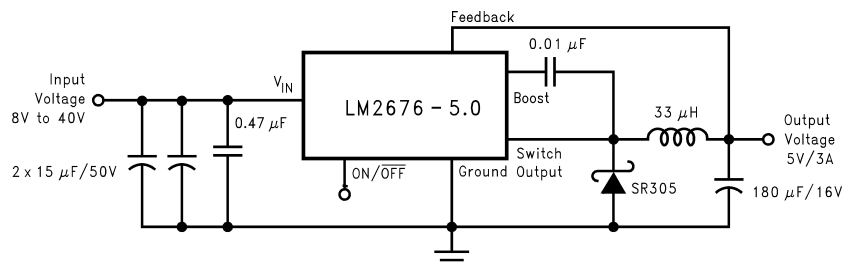 Feedback
0.01 μF
Input
Voltage
8V to 40V
VIN
LM2676 - 5.0
Boost
33 μH
Output
Voltage
5V/3A
0.47 μF
2 x 15 μF/50V
ON/OFF
Ground
Switch
Output
SR305
180 μF/16V